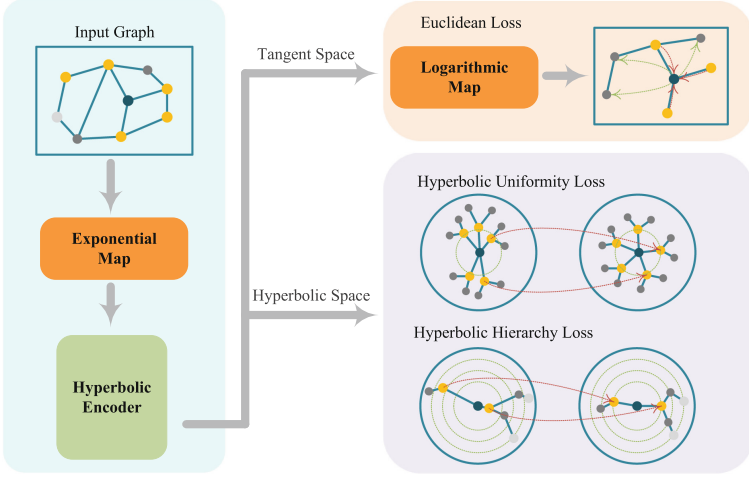 Input Graph
Exponential
Map
Hyperbolic
Encoder
Tangent Space
Hyperbolic Space
Euclidean Loss
Logarithmic
Map
Hyperbolic Uniformity Loss
Hyperbolic Hierarchy Loss